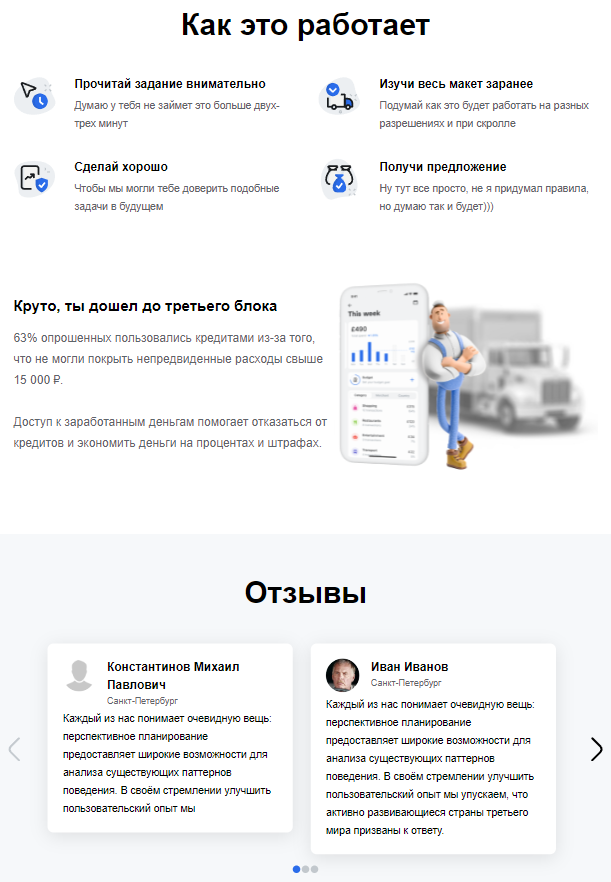 Как это работает
Прочитай задание внимательно
Думаю у тебя не займет это больше двух-
трех минут
Изучи весь макет заранее
Подумай как это будет работать на разных
разрешениях и при скролле
Сделай хорошо
Чтобы мы могли тебе доверить подобные
задачи в будущем
Получи предложение
Ну тут все просто, не я придумал правила,
но думаю так и будет)))
Круто, ты дошел до третьего блока
63% опрошенных пользовались кредитами из-за того,
что не могли покрыть непредвиденные расходы свыше
15 000 ₽.
Доступ к заработанным деньгам помогает отказаться от
кредитов и экономить деньги на процентах и штрафах.
This week
£490
Отзывы
Константинов Михаил
Павлович
Санкт-Петербург
Каждый из нас понимает очевидную вещь:
перспективное планирование
предоставляет широкие возможности для
анализа существующих паттернов
поведения. В своём стремлении улучшить
пользовательский опыт мы
Иван Иванов
Санкт-Петербург
Каждый из нас понимает очевидную вещь:
перспективное планирование
предоставляет широкие возможности для
анализа существующих паттернов
поведения. В своём стремлении улучшить
пользовательский опыт мы упускаем, что
активно развивающиеся страны третьего
мира призваны к ответу.